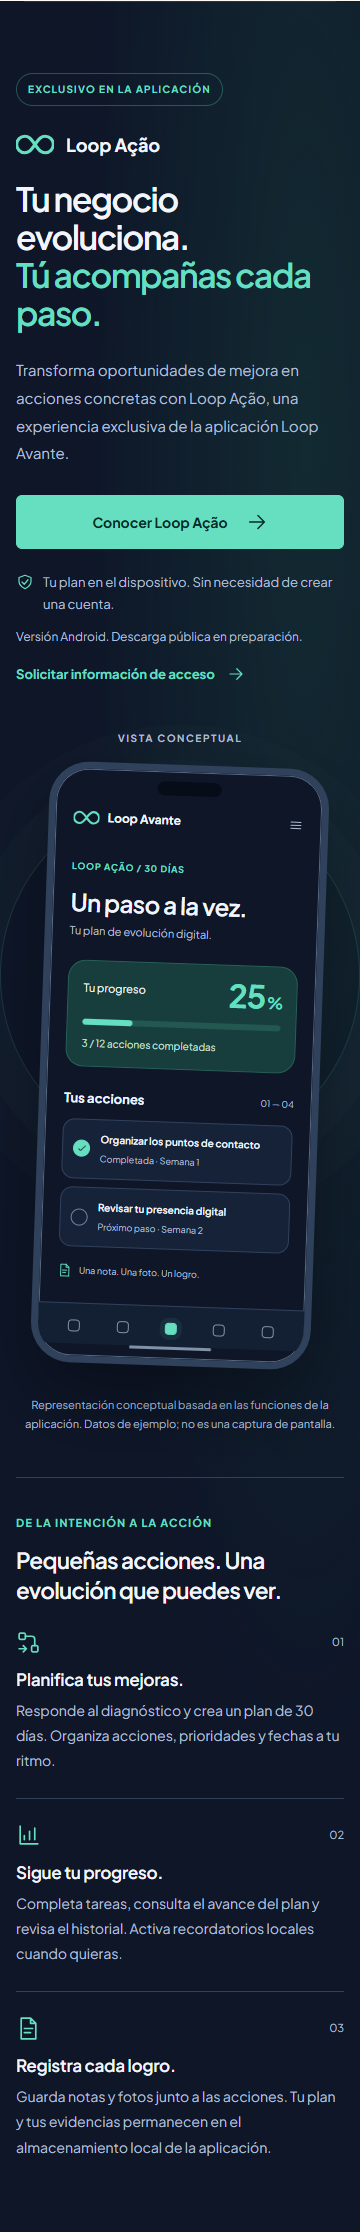 EXCLUSIVO EN LA APLICACIÓN
Loop Ação
Tu negocio
evoluciona.
Tú acompañas cada
paso.
Transforma oportunidades de mejora en
acciones concretas con Loop Ação, una
experiencia exclusiva de la aplicación Loop
Avante.
Conocer Loop Ação
Tu plan en el dispositivo. Sin necesidad de crear
una cuenta.
Versión Android. Descarga pública en preparación.
Solicitar información de acceso
VISTA CONCEPTUAL
Loop Avante
LOOP AÇÃO / 30 DÍAS
Un paso a la vez.
Tu plan de evolución digital.
Tu progreso
25%
3 / 12 acciones completadas
Tus acciones
01 — 04
Organizar los puntos de contacto
Completada · Semana 1
Revisar tu presencia digital
Próximo paso · Semana 2
Una nota. Una foto. Un logro.
Representación conceptual basada en las funciones de la
aplicación. Datos de ejemplo; no es una captura de pantalla.
DE LA INTENCIÓN A LA ACCIÓN
Pequeñas acciones. Una
evolución que puedes ver.
01
Planifica tus mejoras.
Responde al diagnóstico y crea un plan de 30
días. Organiza acciones, prioridades y fechas a tu
ritmo.
02
Sigue tu progreso.
Completa tareas, consulta el avance del plan y
revisa el historial. Activa recordatorios locales
cuando quieras.
03
Registra cada logro.
Guarda notas y fotos junto a las acciones. Tu plan
y tus evidencias permanecen en el
almacenamiento local de la aplicación.